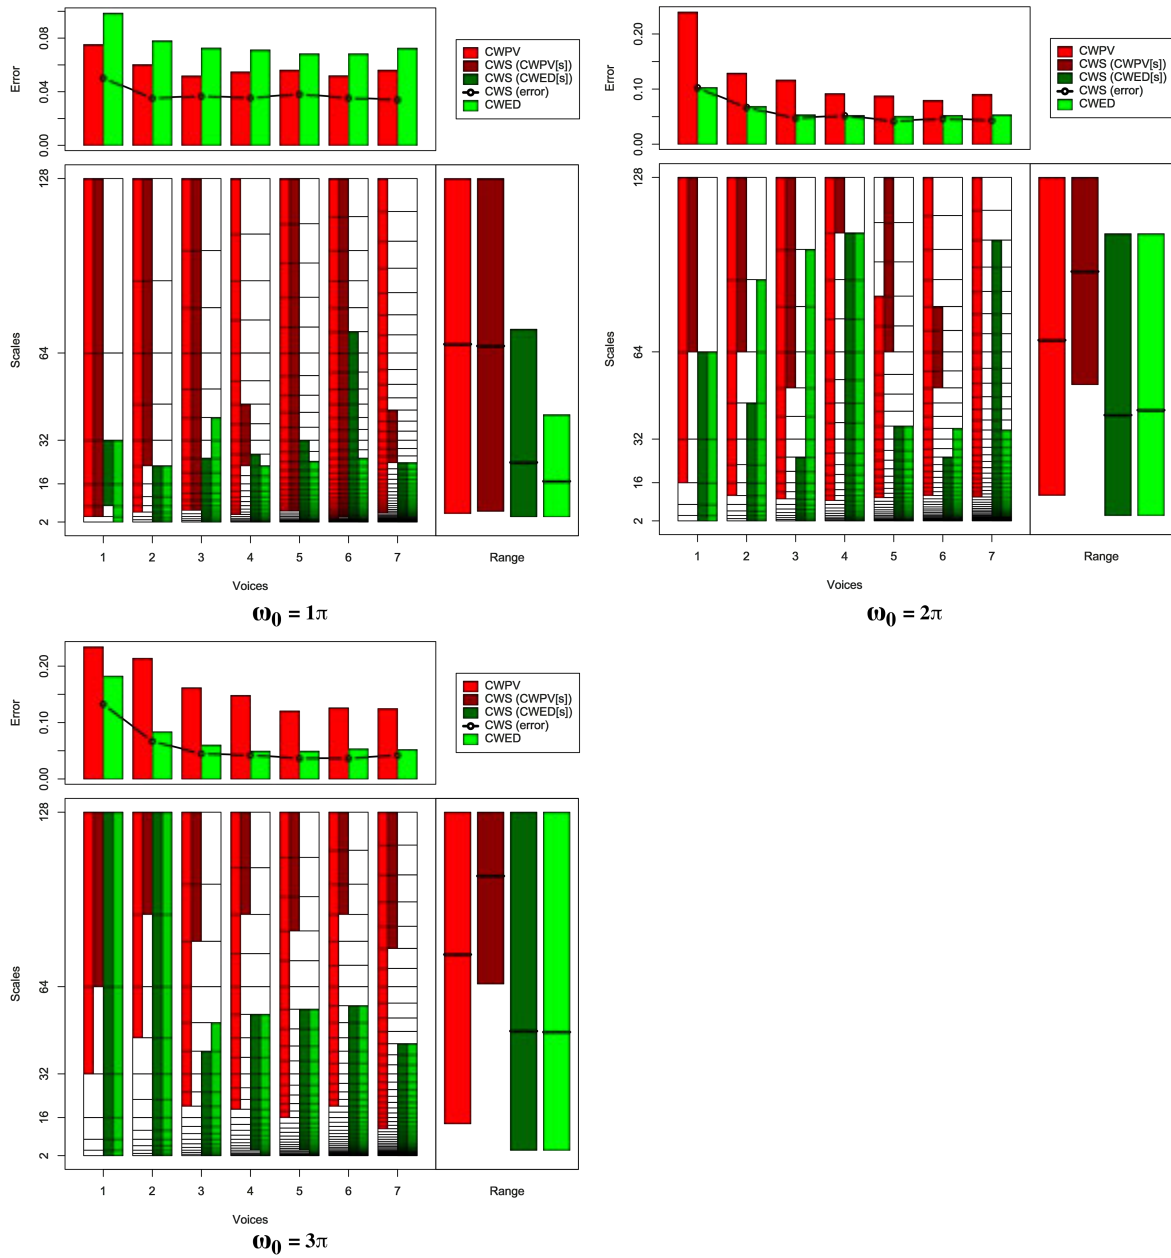 Error
0.00
0.04
0.08
CWPV
CWS (CWPV[s])
CWS (CWED[s])
CWS (error)
CWED
Scales
128
64
32
16
2
1 2 3 4 5 6 7
Range
Voices
ω0 = 1π
Error
0.00
0.10
0.20
CWPV
CWS (CWPV[s])
CWS (CWED[s])
CWS (error)
CWED
Scales
128
64
32
16
2
1 2 3 4 5 6 7
Range
Voices
ω0 = 2π
Error
0.00
0.10
0.20
CWPV
CWS (CWPV[s])
CWS (CWED[s])
CWS (error)
CWED
Scales
128
64
32
16
2
1 2 3 4 5 6 7
Range
Voices
ω0 = 3π